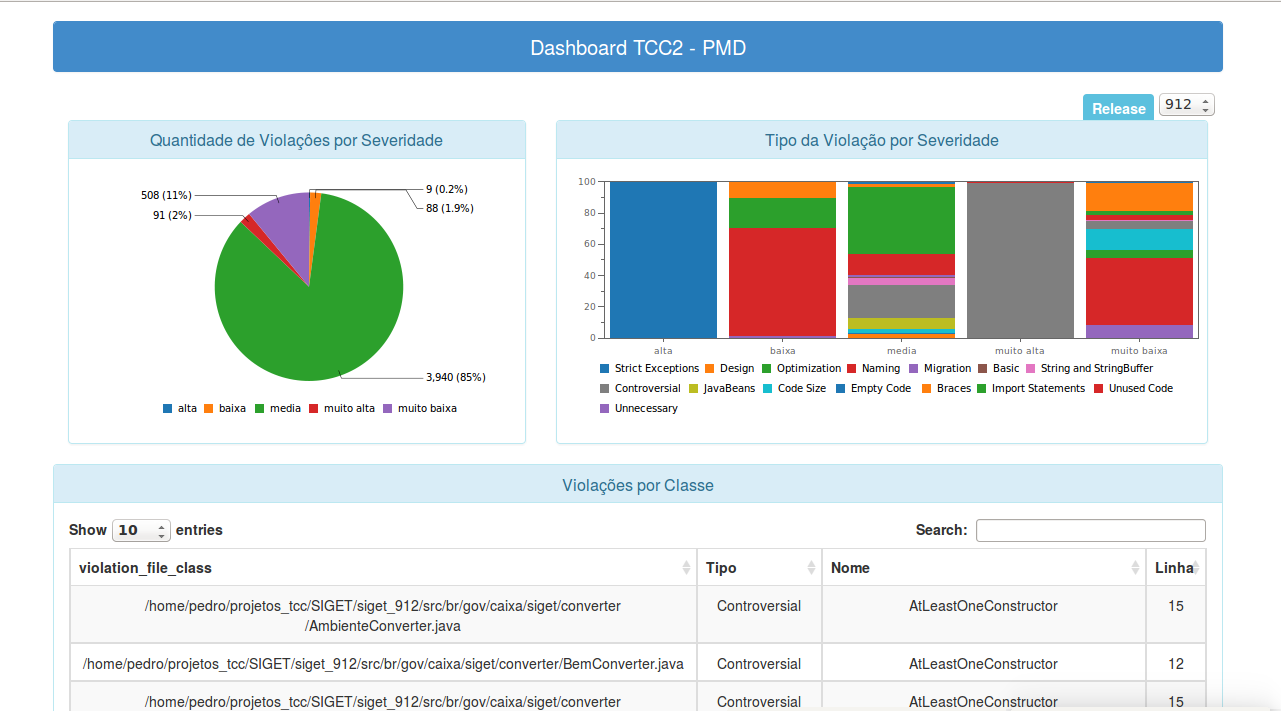 Dashboard TCC2 - PMD
Release 912
Quantidade de Violações por Severidade
508 (11%)
91 (2%)
9 (0.2%)
88 (1.9%)
3,940 (85%)
alta baixa media muito alta muito baixa
Tipo da Violação por Severidade
100
80
60
40
20
0
alta baixa media muito alta muito baixa
Strict Exceptions Design Optimization Naming Migration Basic String and StringBuffer
Controversial JavaBeans Code Size Empty Code Braces Import Statements Unused Code
Unnecessary
Violações por Classe
Show 10 entries Search:
violation_file_class Tipo Nome Linha
/home/pedro/projetos_tcc/SIGET/siget_912/src/br/gov/caixa/siget/converter Controversial AtLeastOneConstructor 15
/AmbienteConverter.java
/home/pedro/projetos_tcc/SIGET/siget_912/src/br/gov/caixa/siget/converter/BemConverter.java Controversial AtLeastOneConstructor 12
/home/pedro/projetos_tcc/SIGET/siget_912/src/br/gov/caixa/siget/converter Controversial AtLeastOneConstructor 15